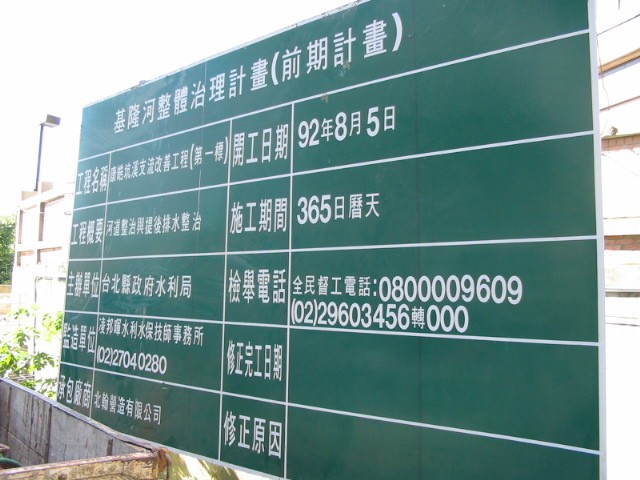 基隆河整體治理計畫(前期計畫)
工程名稱 康誥坑溪支流改善工程(第一標) 開工日期 92年8月5日
工程概要 河道整治與提後排水整治 施工期間 365日曆天
主辦單位 台北縣政府水利局 檢舉電話 全民督工電話:0800009609
(02)29603456轉000
監造單位 凌邦暉水利水保技師事務所
(02)27040280
修正完工日期
承包廠商 北翰營造有限公司
修正原因